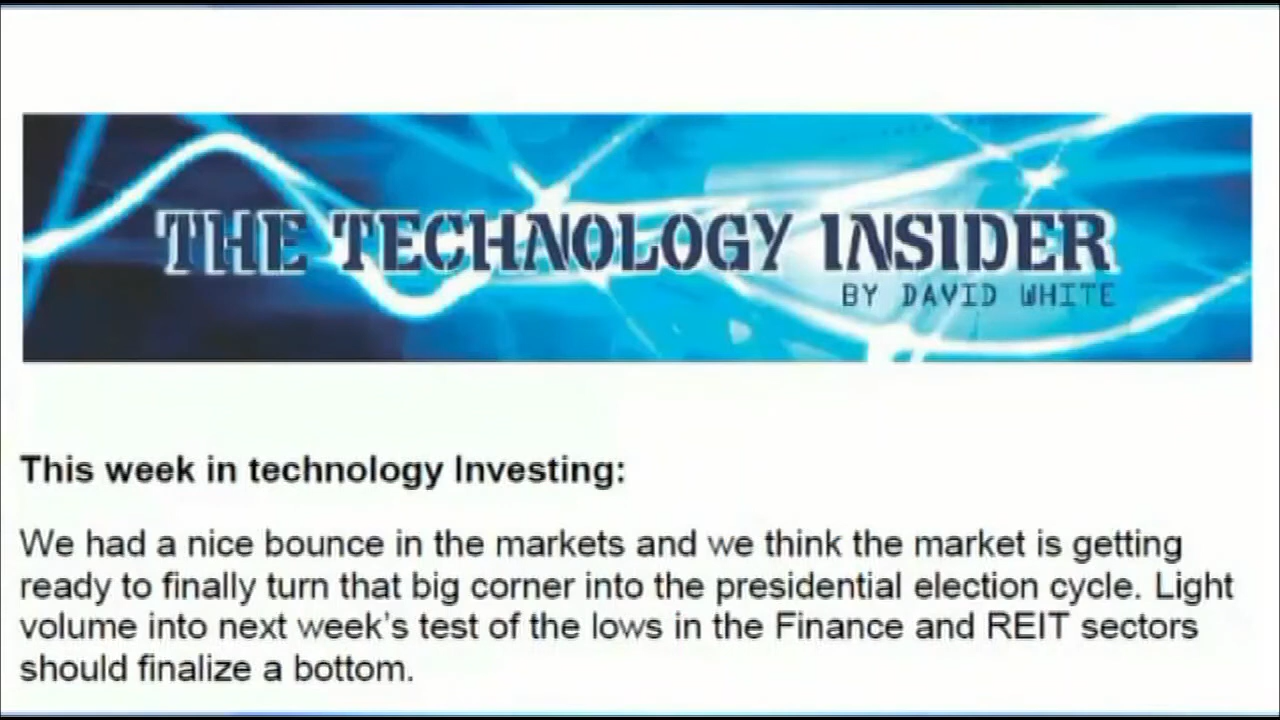 THE TECHNOLOGY INSIDER
BY DAVID WHITE
This week in technology Investing:
We had a nice bounce in the markets and we think the market is getting
ready to finally turn that big corner into the presidential election cycle. Light
volume into next week's test of the lows in the Finance and REIT sectors
should finalize a bottom.